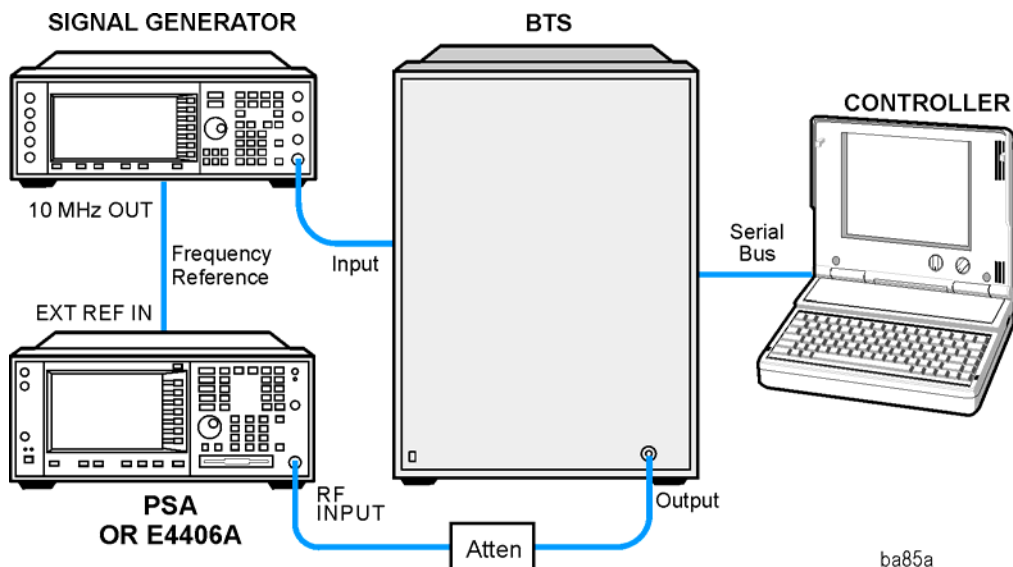 SIGNAL GENERATOR
BTS
CONTROLLER
10 MHz OUT
Frequency
Reference
Input
Serial
Bus
EXT REF IN
PSA
OR E4406A
RF
INPUT
Output
Atten
ba85a